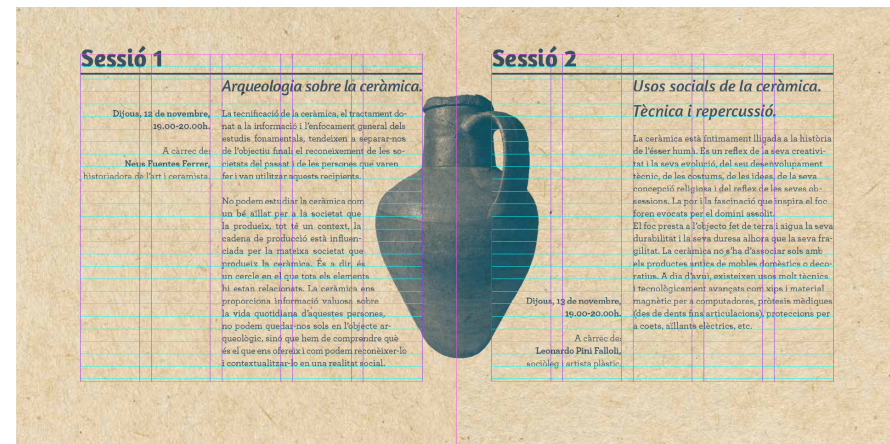 Sessió 1
Arqueologia sobre la ceràmica.
Dijous, 12 de novembre,
19.00-20.00h.
A càrrec de:
Neus Fuentes Ferrer,
historiadora de l'art i ceramista.
La tecnificació de la ceràmica, el tractament do-
nat a la informació i l'enfocament general dels
estudis fonamentals, tendeixen a separar-nos
de l'objectiu final: el reconeixement de les so-
cietats del passat i de les persones que varen
fer i van utilitzar aquests recipients.
No podem estudiar la ceràmica com
un bé aïllat per a la societat que
la produeix, tot té un context, la
cadena de producció està influen-
ciada per la mateixa societat que
produeix la ceràmica. És a dir, és
un cercle en el que tots els elements
hi estan relacionats. La ceràmica ens
proporciona informació valuosa sobre
la vida quotidiana d'aquestes persones,
no podem quedar-nos sols en l'objecte ar-
queològic, sinó que hem de comprendre què
és el que ens ofereix i com podem reconèixer-lo
i contextualitzar-lo en una realitat social.
Sessió 2
Usos socials de la ceràmica.
Tècnica i repercussió.
La ceràmica està íntimament lligada a la història
de l'ésser humà. És un reflex de la seva creativi-
tat i la seva evolució, del seu desenvolupament
tècnic, de les costums, de les idees, de la seva
concepció religiosa i del reflex de les seves ob-
sessions. La por i la fascinació que inspira el foc
foren evocats per el domini assolit.
El foc presta a l'objecte fet de terra i aigua la seva
durabilitat i la seva duresa alhora que la seva fra-
gilitat. La ceràmica no s'ha d'associar sols amb
els productes antics de mobles domèstics o deco-
ratius. A dia d'avui, existeixen usos molt tècnics
i tecnològicament avançats com xips i material
magnètic per a computadores, pròtesis mèdiques
(des de dents fins articulacions), proteccions per
a coets, aïllants elèctrics, etc.
Dijous, 13 de novembre,
19.00-20.00h.
A càrrec de:
Leonardo Pini Falloli,
sociòleg i artista plàstic.